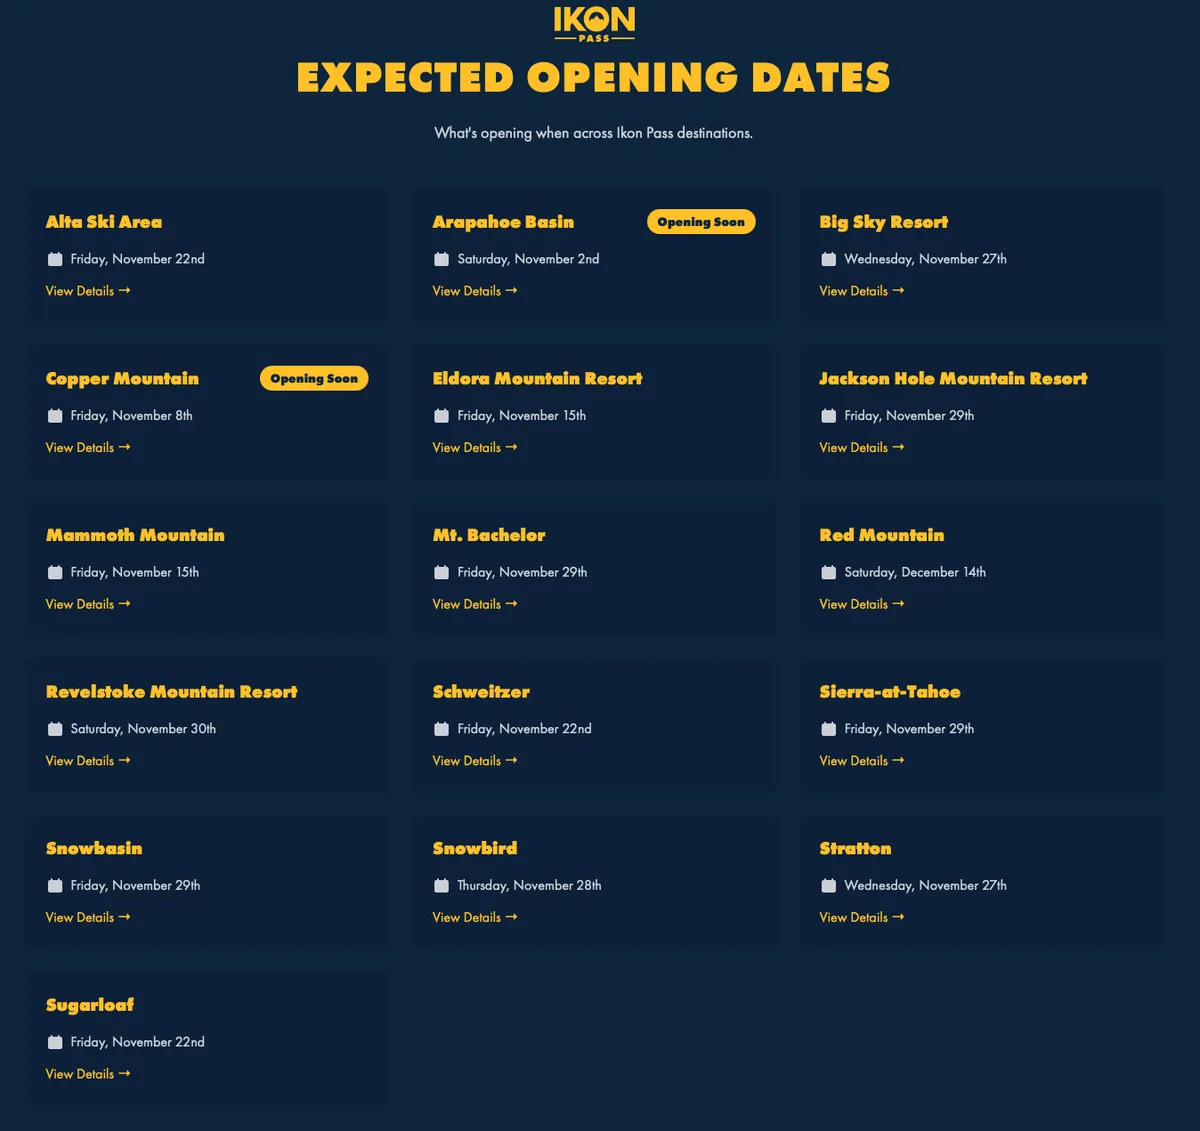 IKON
PASS
EXPECTED OPENING DATES
What's opening when across Ikon Pass destinations.
Alta Ski Area
Friday, November 22nd
View Details →
Arapahoe Basin
Opening Soon
Saturday, November 2nd
View Details →
Big Sky Resort
Wednesday, November 27th
View Details →
Copper Mountain
Opening Soon
Friday, November 8th
View Details →
Eldora Mountain Resort
Friday, November 15th
View Details →
Jackson Hole Mountain Resort
Friday, November 29th
View Details →
Mammoth Mountain
Friday, November 15th
View Details →
Mt. Bachelor
Friday, November 29th
View Details →
Red Mountain
Saturday, December 14th
View Details →
Revelstoke Mountain Resort
Saturday, November 30th
View Details →
Schweitzer
Friday, November 22nd
View Details →
Sierra-at-Tahoe
Friday, November 29th
View Details →
Snowbasin
Friday, November 29th
View Details →
Snowbird
Thursday, November 28th
View Details →
Stratton
Wednesday, November 27th
View Details →
Sugarloaf
Friday, November 22nd
View Details →